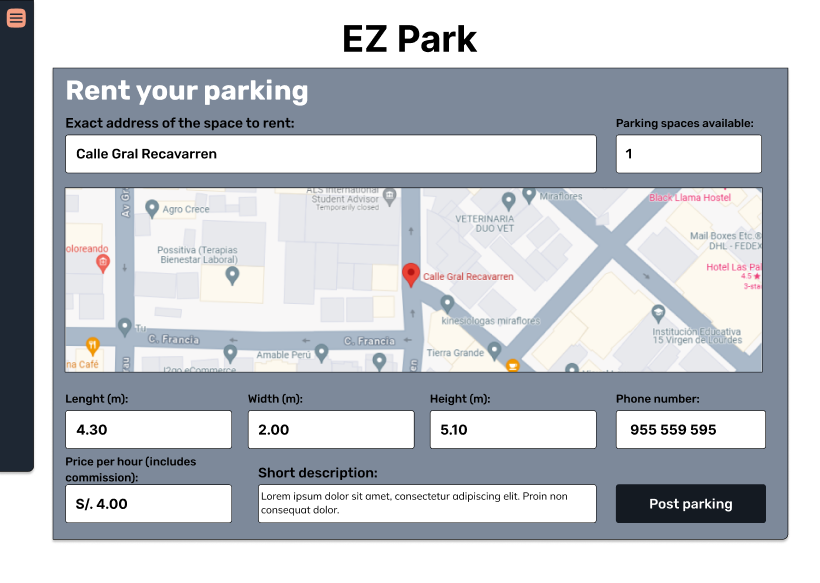 EZ Park
Rent your parking
Exact address of the space to rent:
Parking spaces available:
Calle Gral Recavarren
1
ALS International
Student Advisor
Temporarily closed
Av Gr
Agro Crece
Miraflores
Black Llama Hostel
VETERINARIA
DUO VET
Mail Boxes Etc.®
DHL - FEDEX
oloreando
Possitiva (Terapias
Bienestar Laboral)
Hotel Las Pal
4.5 ★
3-sta
Calle Gral Recavarren
kinesiologas miraflores
Tu
C. Francia
C. Francia
Institución Educativa
15 Virgen de Lourdes
Amable Perú
Tierra Grande
na Café
I2go eCommerce
Lenght (m):
Width (m):
Height (m):
Phone number:
4.30
2.00
5.10
955 559 595
Price per hour (includes
commission):
Short description:
S/. 4.00
Lorem ipsum dolor sit amet, consectetur adipiscing elit. Proin non
consequat dolor.
Post parking